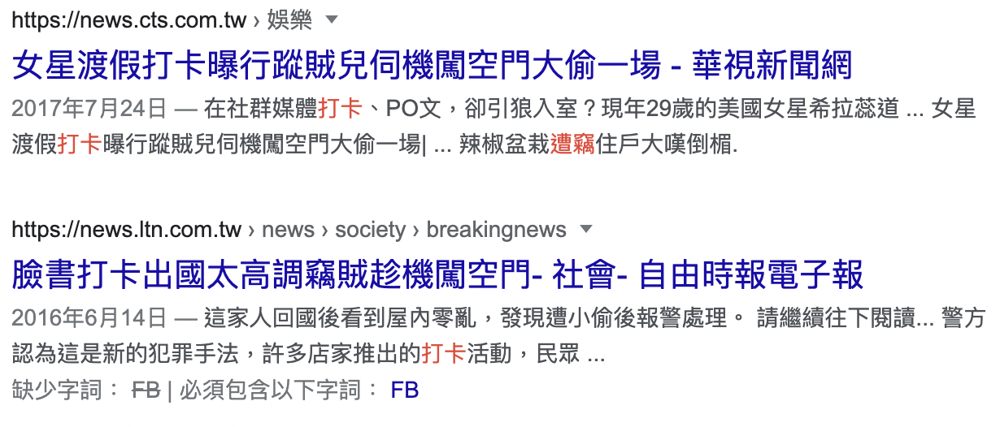 https://news.cts.com.tw › 娛樂
女星渡假打卡曝行蹤賊兒伺機闖空門大偷一場 - 華視新聞網
2017年7月24日 — 在社群媒體打卡、PO文，卻引狼入室？現年29歲的美國女星希拉蕊道 ... 女星
渡假打卡曝行蹤賊兒伺機闖空門大偷一場| ... 辣椒盆栽遭竊住戶大嘆倒楣.
https://news.ltn.com.tw › news › society › breakingnews
臉書打卡出國太高調竊賊趁機闖空門- 社會- 自由時報電子報
2016年6月14日 — 這家人回國後看到屋內零亂，發現遭小偷後報警處理。 請繼續往下閱讀... 警方
認為這是新的犯罪手法，許多店家推出的打卡活動，民眾 ...
缺少字詞： FB | 必須包含以下字詞： FB